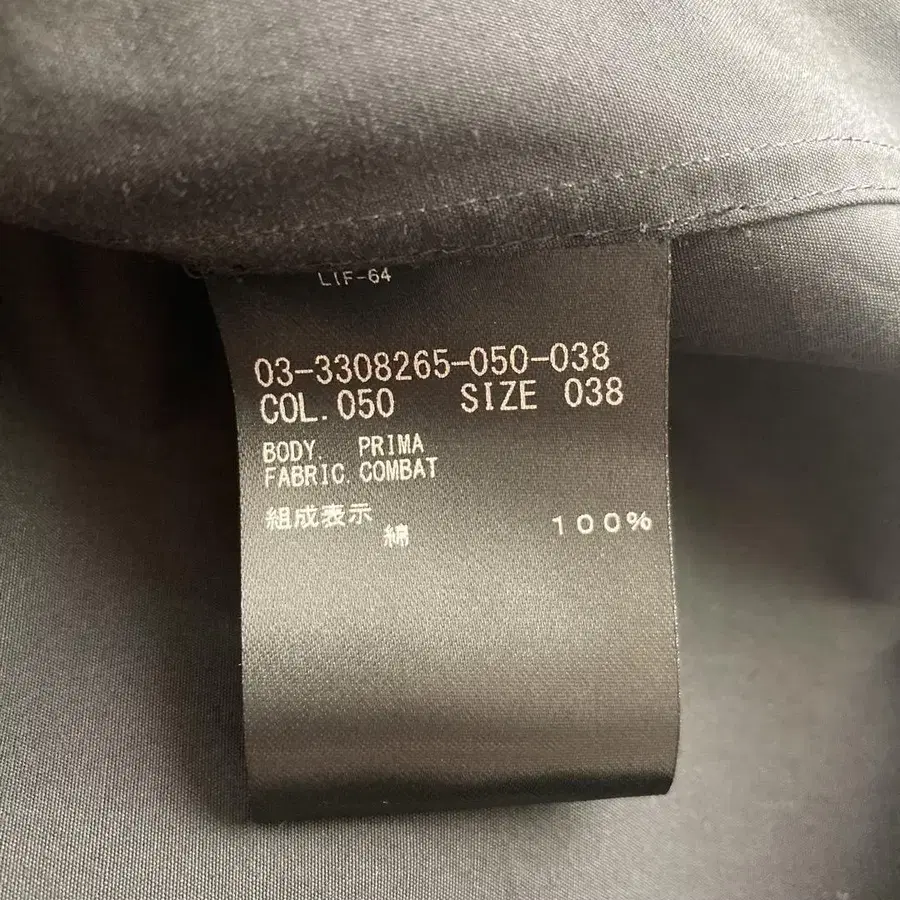 LIF-64
03-3308265-050-038
COL.050 SIZE 038
BODY. PRIMA
FABRIC.COMBAT
組成表示
綿 100%